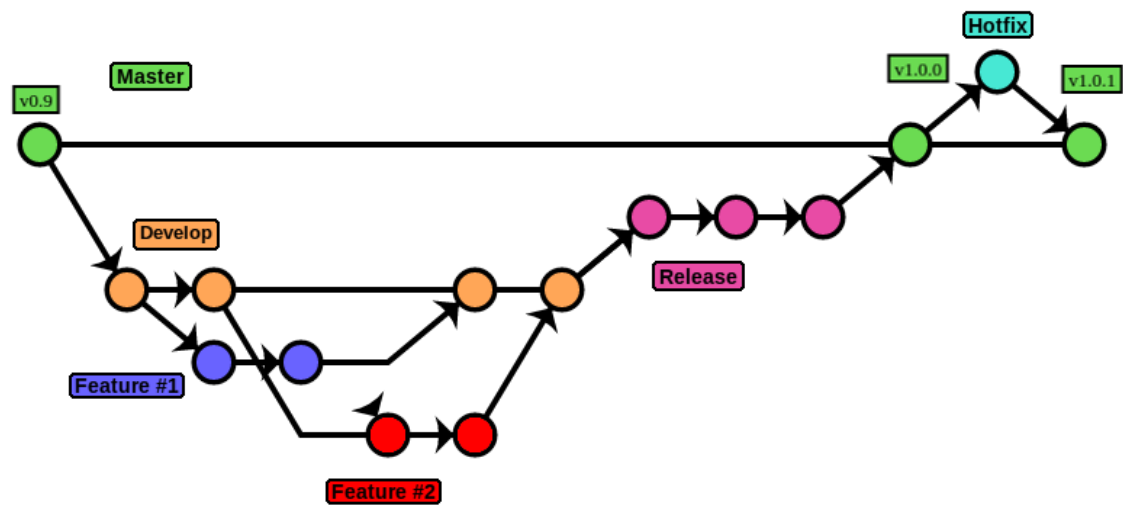 Hotfix
Master
v1.0.0
v1.0.1
v0.9
Develop
Release
Feature #1
Feature #2